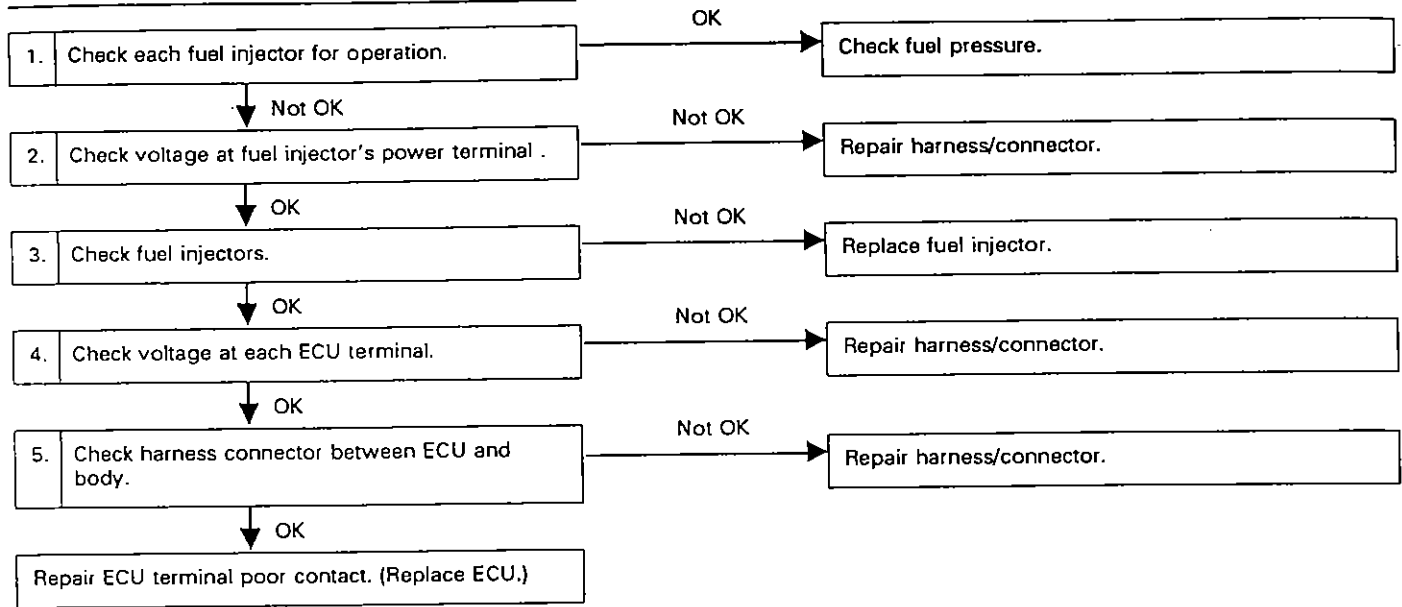 OK
1. Check each fuel injector for operation.
Check fuel pressure.
Not OK
Not OK
2. Check voltage at fuel injector's power terminal .
Repair harness/connector.
OK
Not OK
3. Check fuel injectors.
Replace fuel injector.
OK
Not OK
4. Check voltage at each ECU terminal.
Repair harness/connector.
OK
Not OK
5. Check harness connector between ECU and
body.
Repair harness/connector.
OK
Repair ECU terminal poor contact. (Replace ECU.)